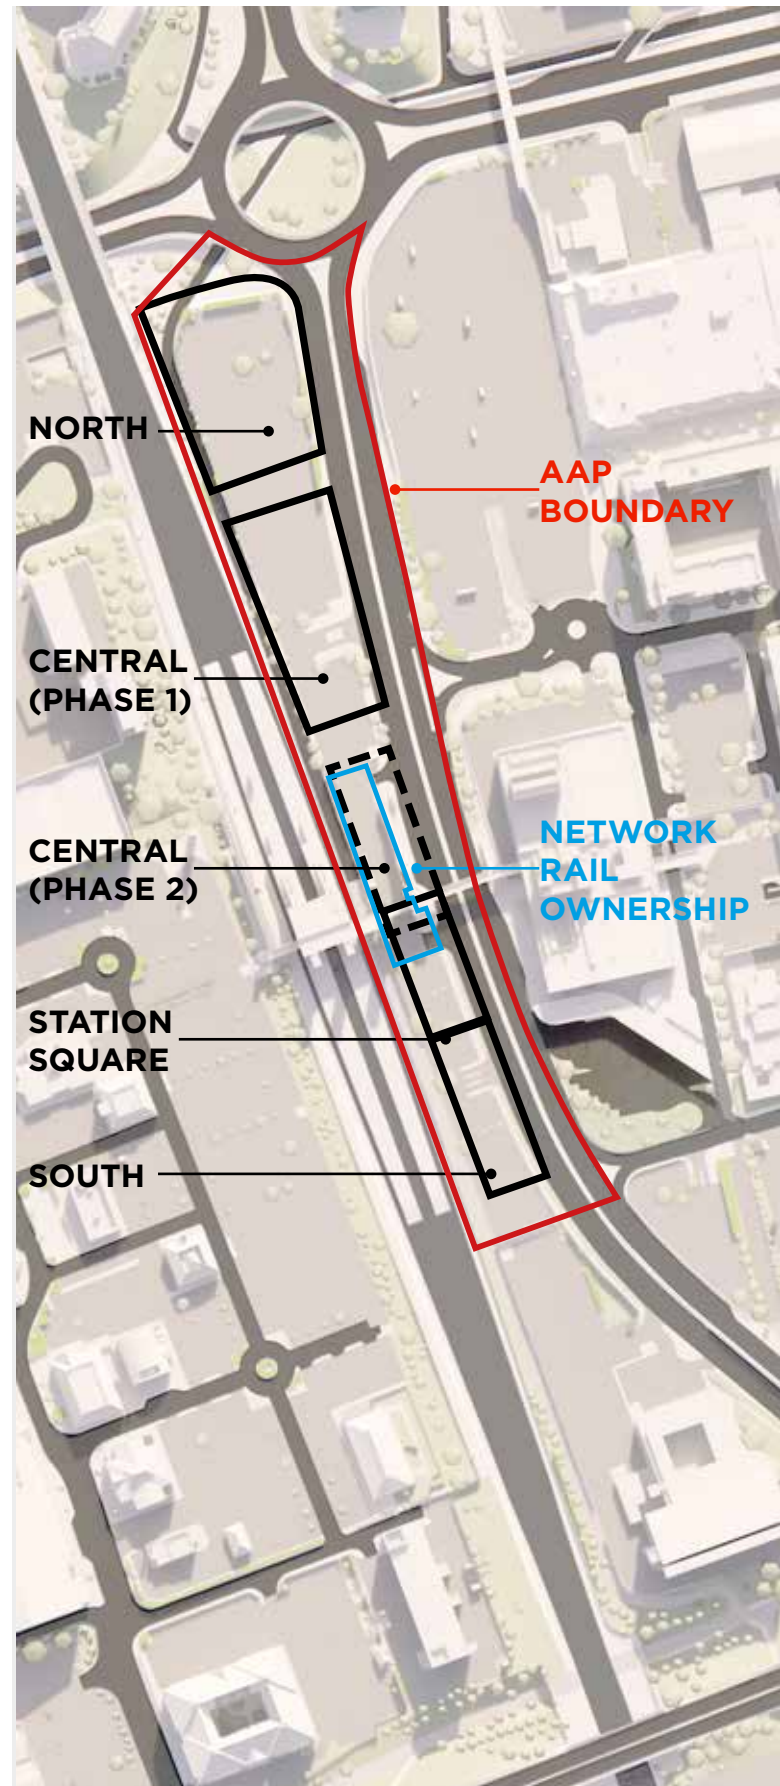 NORTH
AAP
BOUNDARY
CENTRAL
(PHASE 1)
CENTRAL
(PHASE 2)
NETWORK
RAIL
OWNERSHIP
STATION
SQUARE
SOUTH